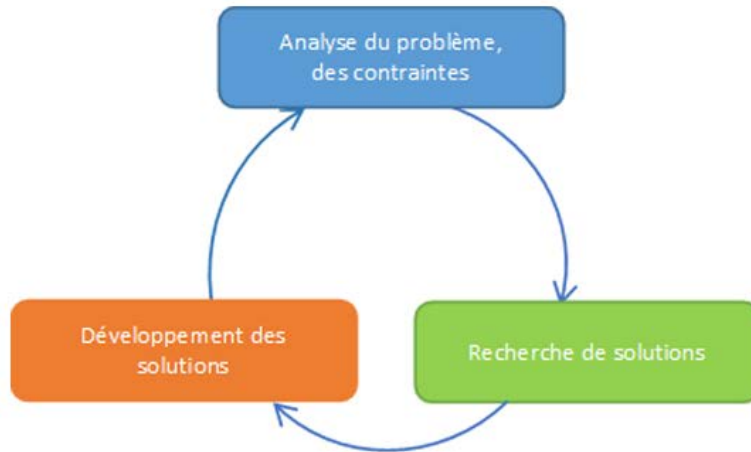 Analyse du problème,
des contraintes
Développement des
solutions
Recherche de solutions